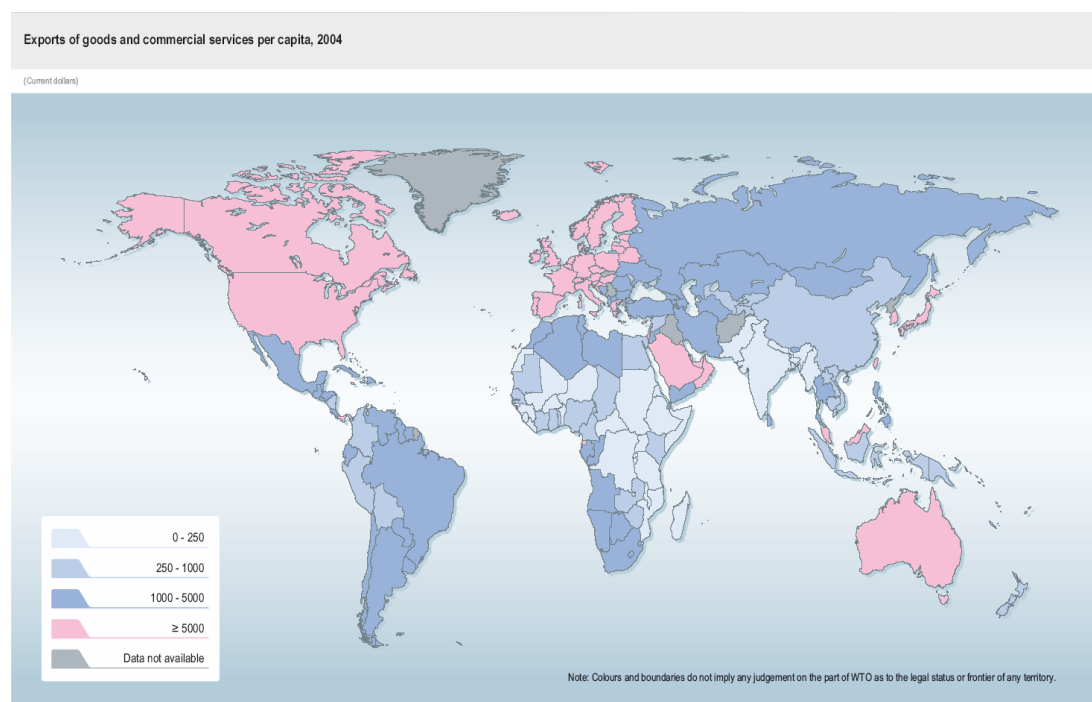 Exports of goods and commercial services per capita, 2004
(Current dollars)
0 - 250
250 - 1000
1000 - 5000
≥ 5000
Data not available
Note: Colours and boundaries do not imply any judgement on the part of WTO as to the legal status or frontier of any territory.